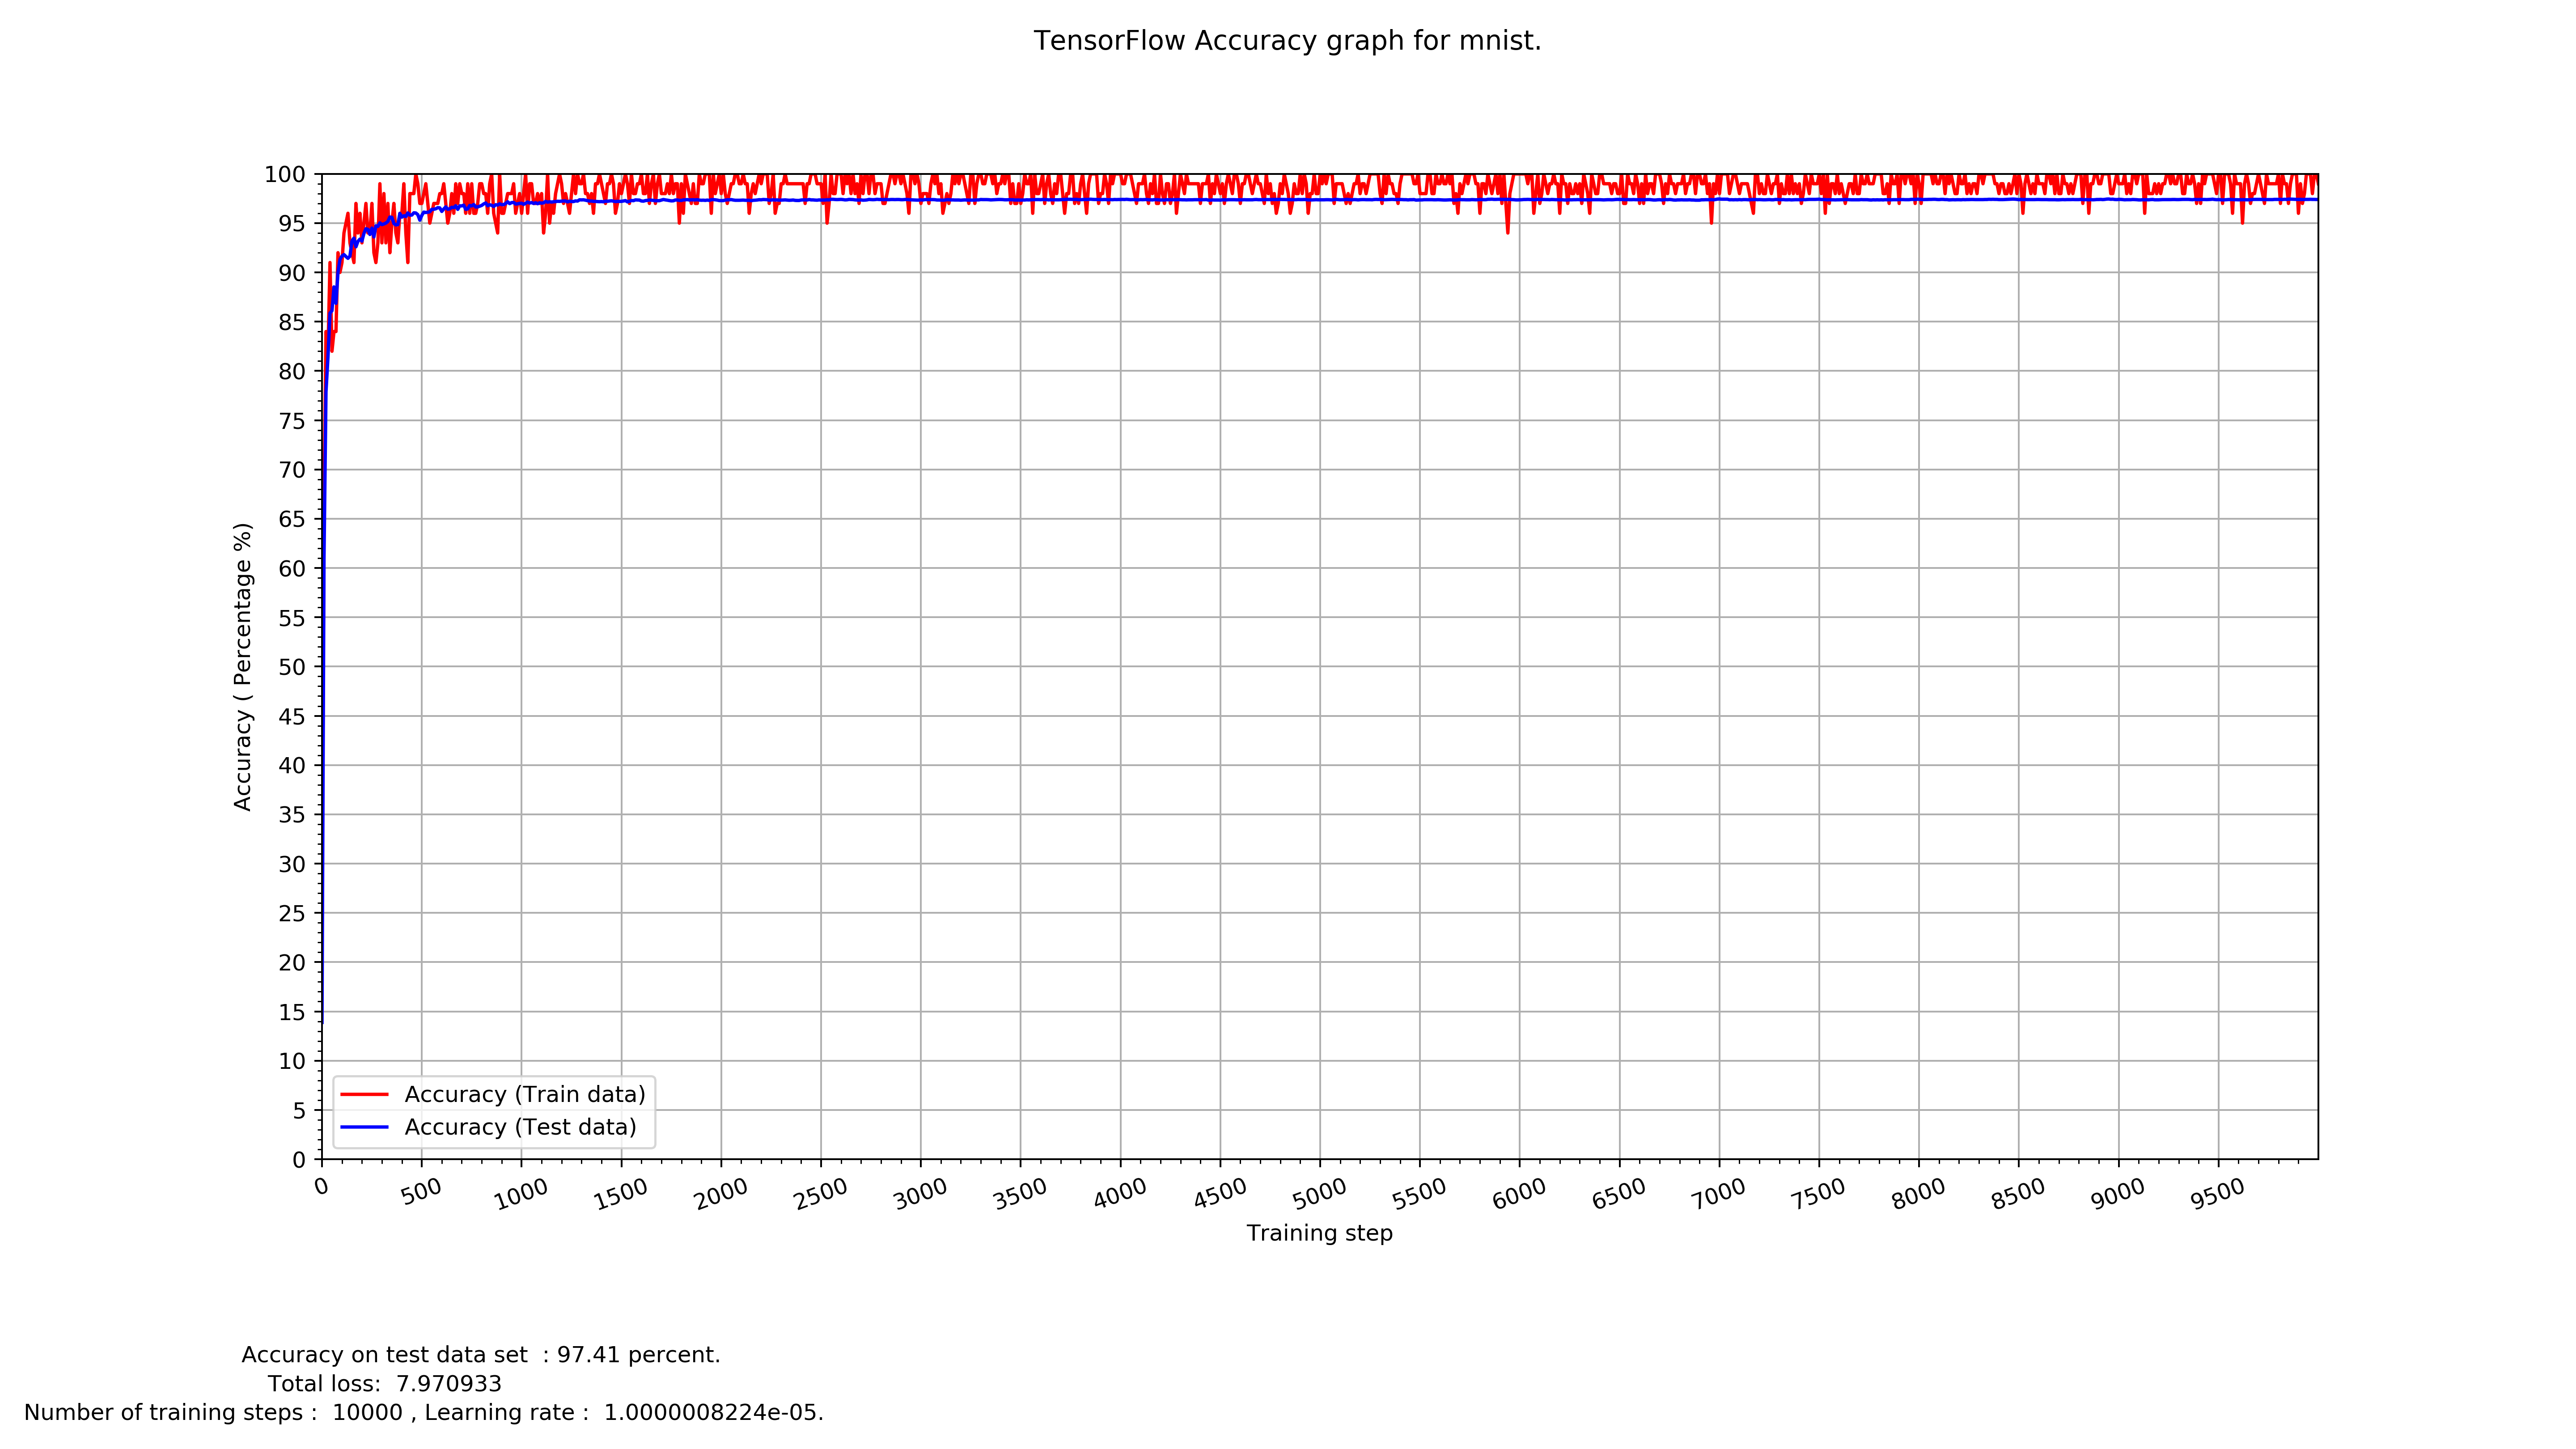 TensorFlow Accuracy graph for mnist.
100
95
90
85
80
75
70
65
60
55
50
45
40
35
30
25
20
15
10
5
0
Accuracy ( Percentage %)
Accuracy (Train data)
Accuracy (Test data)
0 500 1000 1500 2000 2500 3000 3500 4000 4500 5000 5500 6000 6500 7000 7500 8000 8500 9000 9500
Training step
Accuracy on test data set  : 97.41 percent.
Total loss:  7.970933
Number of training steps :  10000 , Learning rate :  1.0000008224e-05.